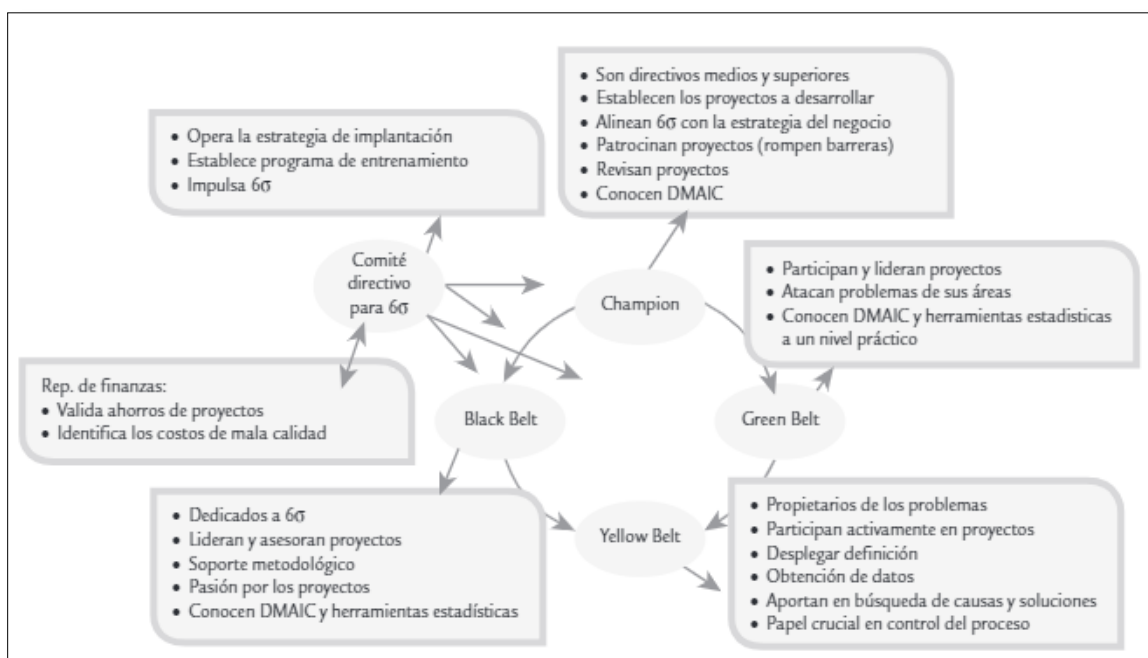 • Son directivos medios y superiores
• Establecen los proyectos a desarrollar
• Alinean 6σ con la estrategia del negocio
• Patrocinan proyectos (rompen barreras)
• Revisan proyectos
• Conocen DMAIC
• Opera la estrategia de implantación
• Establece programa de entrenamiento
• Impulsa 6σ
Comité
directivo
para 6σ
Champion
• Participan y lideran proyectos
• Atacan problemas de sus áreas
• Conocen DMAIC y herramientas estadisticas
a un nivel práctico
Rep. de finanzas:
• Valida ahorros de proyectos
• Identifica los costos de mala calidad
Black Belt
Green Belt
• Dedicados a 6σ
• Lideran y asesoran proyectos
• Soporte metodológico
• Pasión por los proyectos
• Conocen DMAIC y herramientas estadísticas
Yellow Belt
• Propietarios de los problemas
• Participan activamente en proyectos
• Desplegar definición
• Obtención de datos
• Aportan en búsqueda de causas y soluciones
• Papel crucial en control del proceso